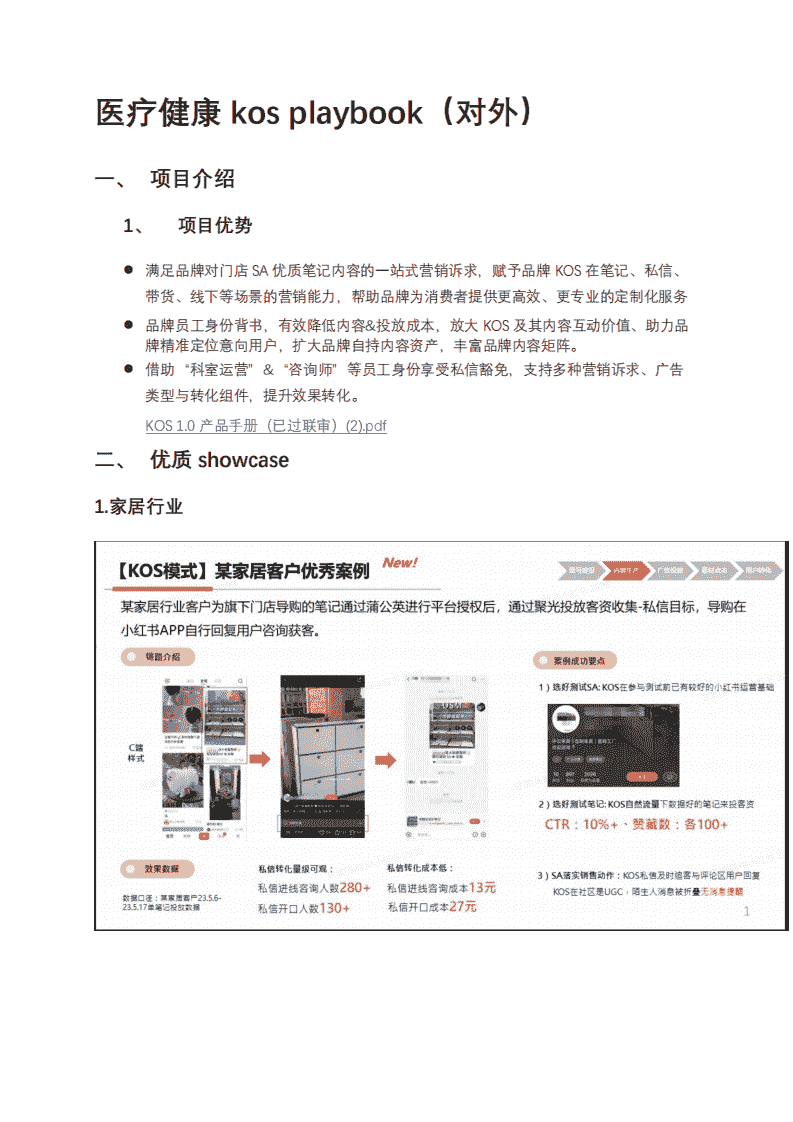 医疗健康 kos playbook（对外）
一、 项目介绍
1、 项目优势
● 满足品牌对门店 SA 优质笔记内容的一站式营销诉求，赋予品牌 KOS 在笔记、私信、
带货、线下等场景的营销能力，帮助品牌为消费者提供更高效、更专业的定制化服务
● 品牌员工身份背书，有效降低内容&投放成本，放大 KOS 及其内容互动价值、助力品
牌精准定位意向用户，扩大品牌自持内容资产，丰富品牌内容矩阵。
● 借助 “科室运营” & “咨询师” 等员工身份享受私信豁免，支持多种营销诉求、广告
类型与转化组件，提升效果转化。
KOS 1.0 产品手册（已过联审）(2).pdf
二、 优质 showcase
1.家居行业
【KOS模式】某家居客户优秀案例 New!
内容生产
某家居行业客户为旗下门店导购的笔记通过蒲公英进行平台授权后，通过聚光投放客资收集-私信目标，导购在
小红书APP自行回复用户咨询获客。
链路介绍
C端
样式
案例成功要点
1）选好测试SA: KOS在参与测试前已有较好的小红书运营基础
2）选好测试笔记: KOS自然流量下数据好的笔记来投客资
CTR：10%+、赞藏数：各100+
3）SA落实销售动作：KOS私信及时追客与评论区用户回复
KOS在社区是UGC，陌生人消息被折叠无消息提醒
效果数据
数据口径：某家居客户23.5.6-
23.5.17单笔记投放数据
私信转化量级可观：
私信进线咨询人数280+
私信开口人数130+
私信转化成本低：
私信进线咨询成本13元
私信开口成本27元
1